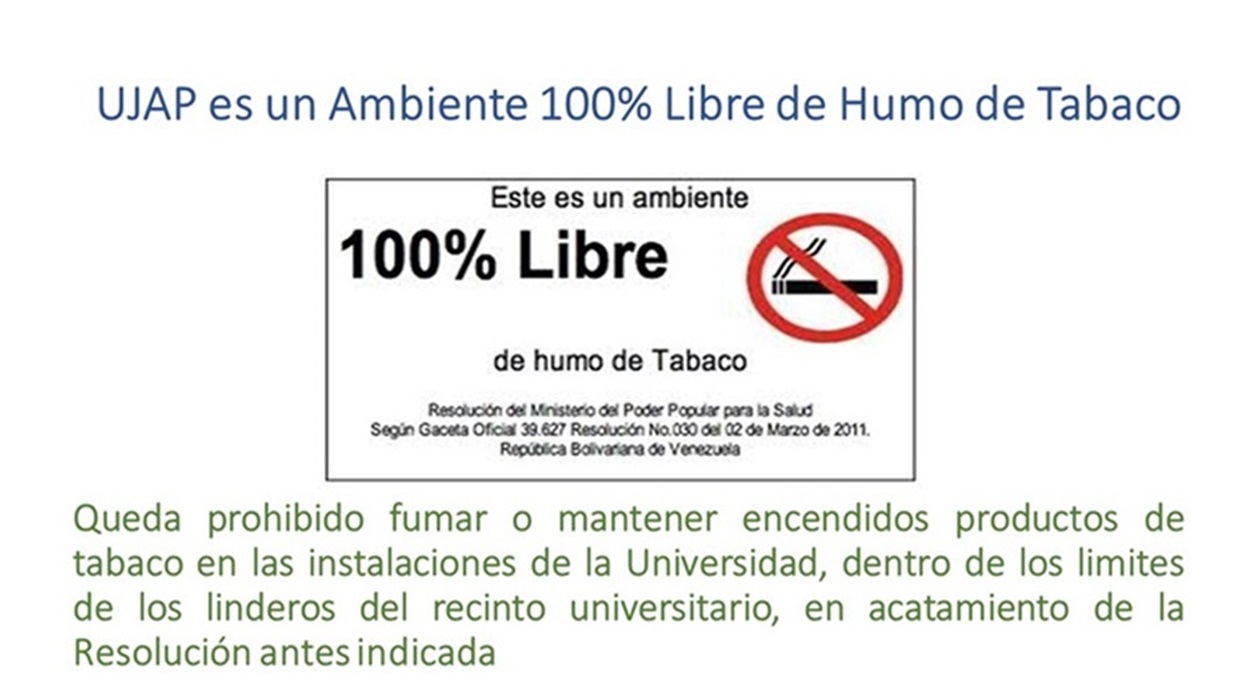 UJAP es un Ambiente 100% Libre de Humo de Tabaco
Este es un ambiente
100% Libre
de humo de Tabaco
Resolución del Ministerio del Poder Popular para la Salud
Según Gaceta Oficial 39.627 Resolución No.030 del 02 de Marzo de 2011.
República Bolivariana de Venezuela
Queda prohibido fumar o mantener encendidos productos de
tabaco en las instalaciones de la Universidad, dentro de los limites
de los linderos del recinto universitario, en acatamiento de la
Resolución antes indicada